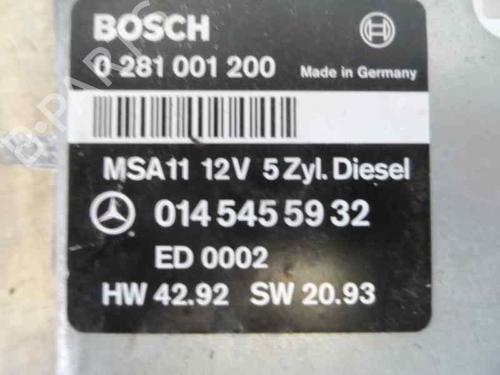 BOSCH
0 281 001 200 Made in Germany
MSA11 12V 5 Zyl. Diesel
014 545 59 32
ED 0002
HW 42.92 SW 20.93
B-PARTS